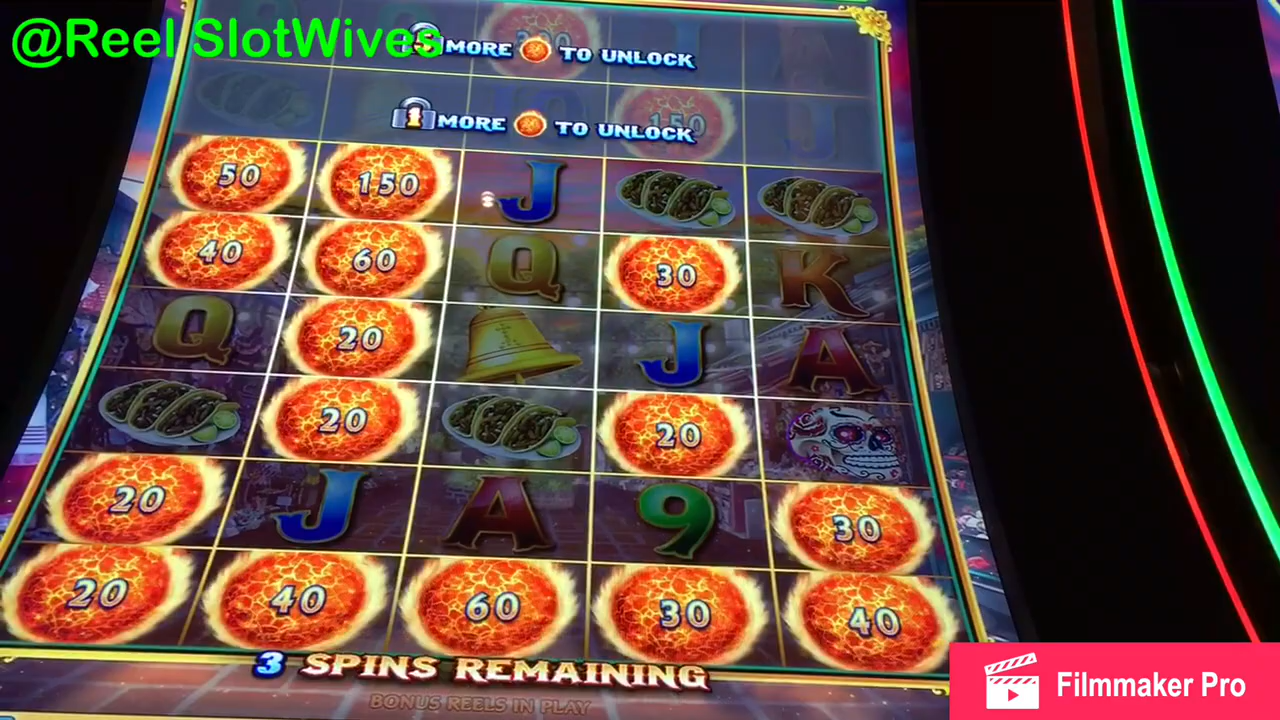 @Reel SlotWives
MORE TO UNLOCK
1 MORE TO UNLOCK
150
50 150 J
40 60 Q 30 K
Q 20 J A
20 20
20 J A 9 30
20 40 60 30 40
3 SPINS REMAINING
BONUS REELS IN PLAY
Filmmaker Pro